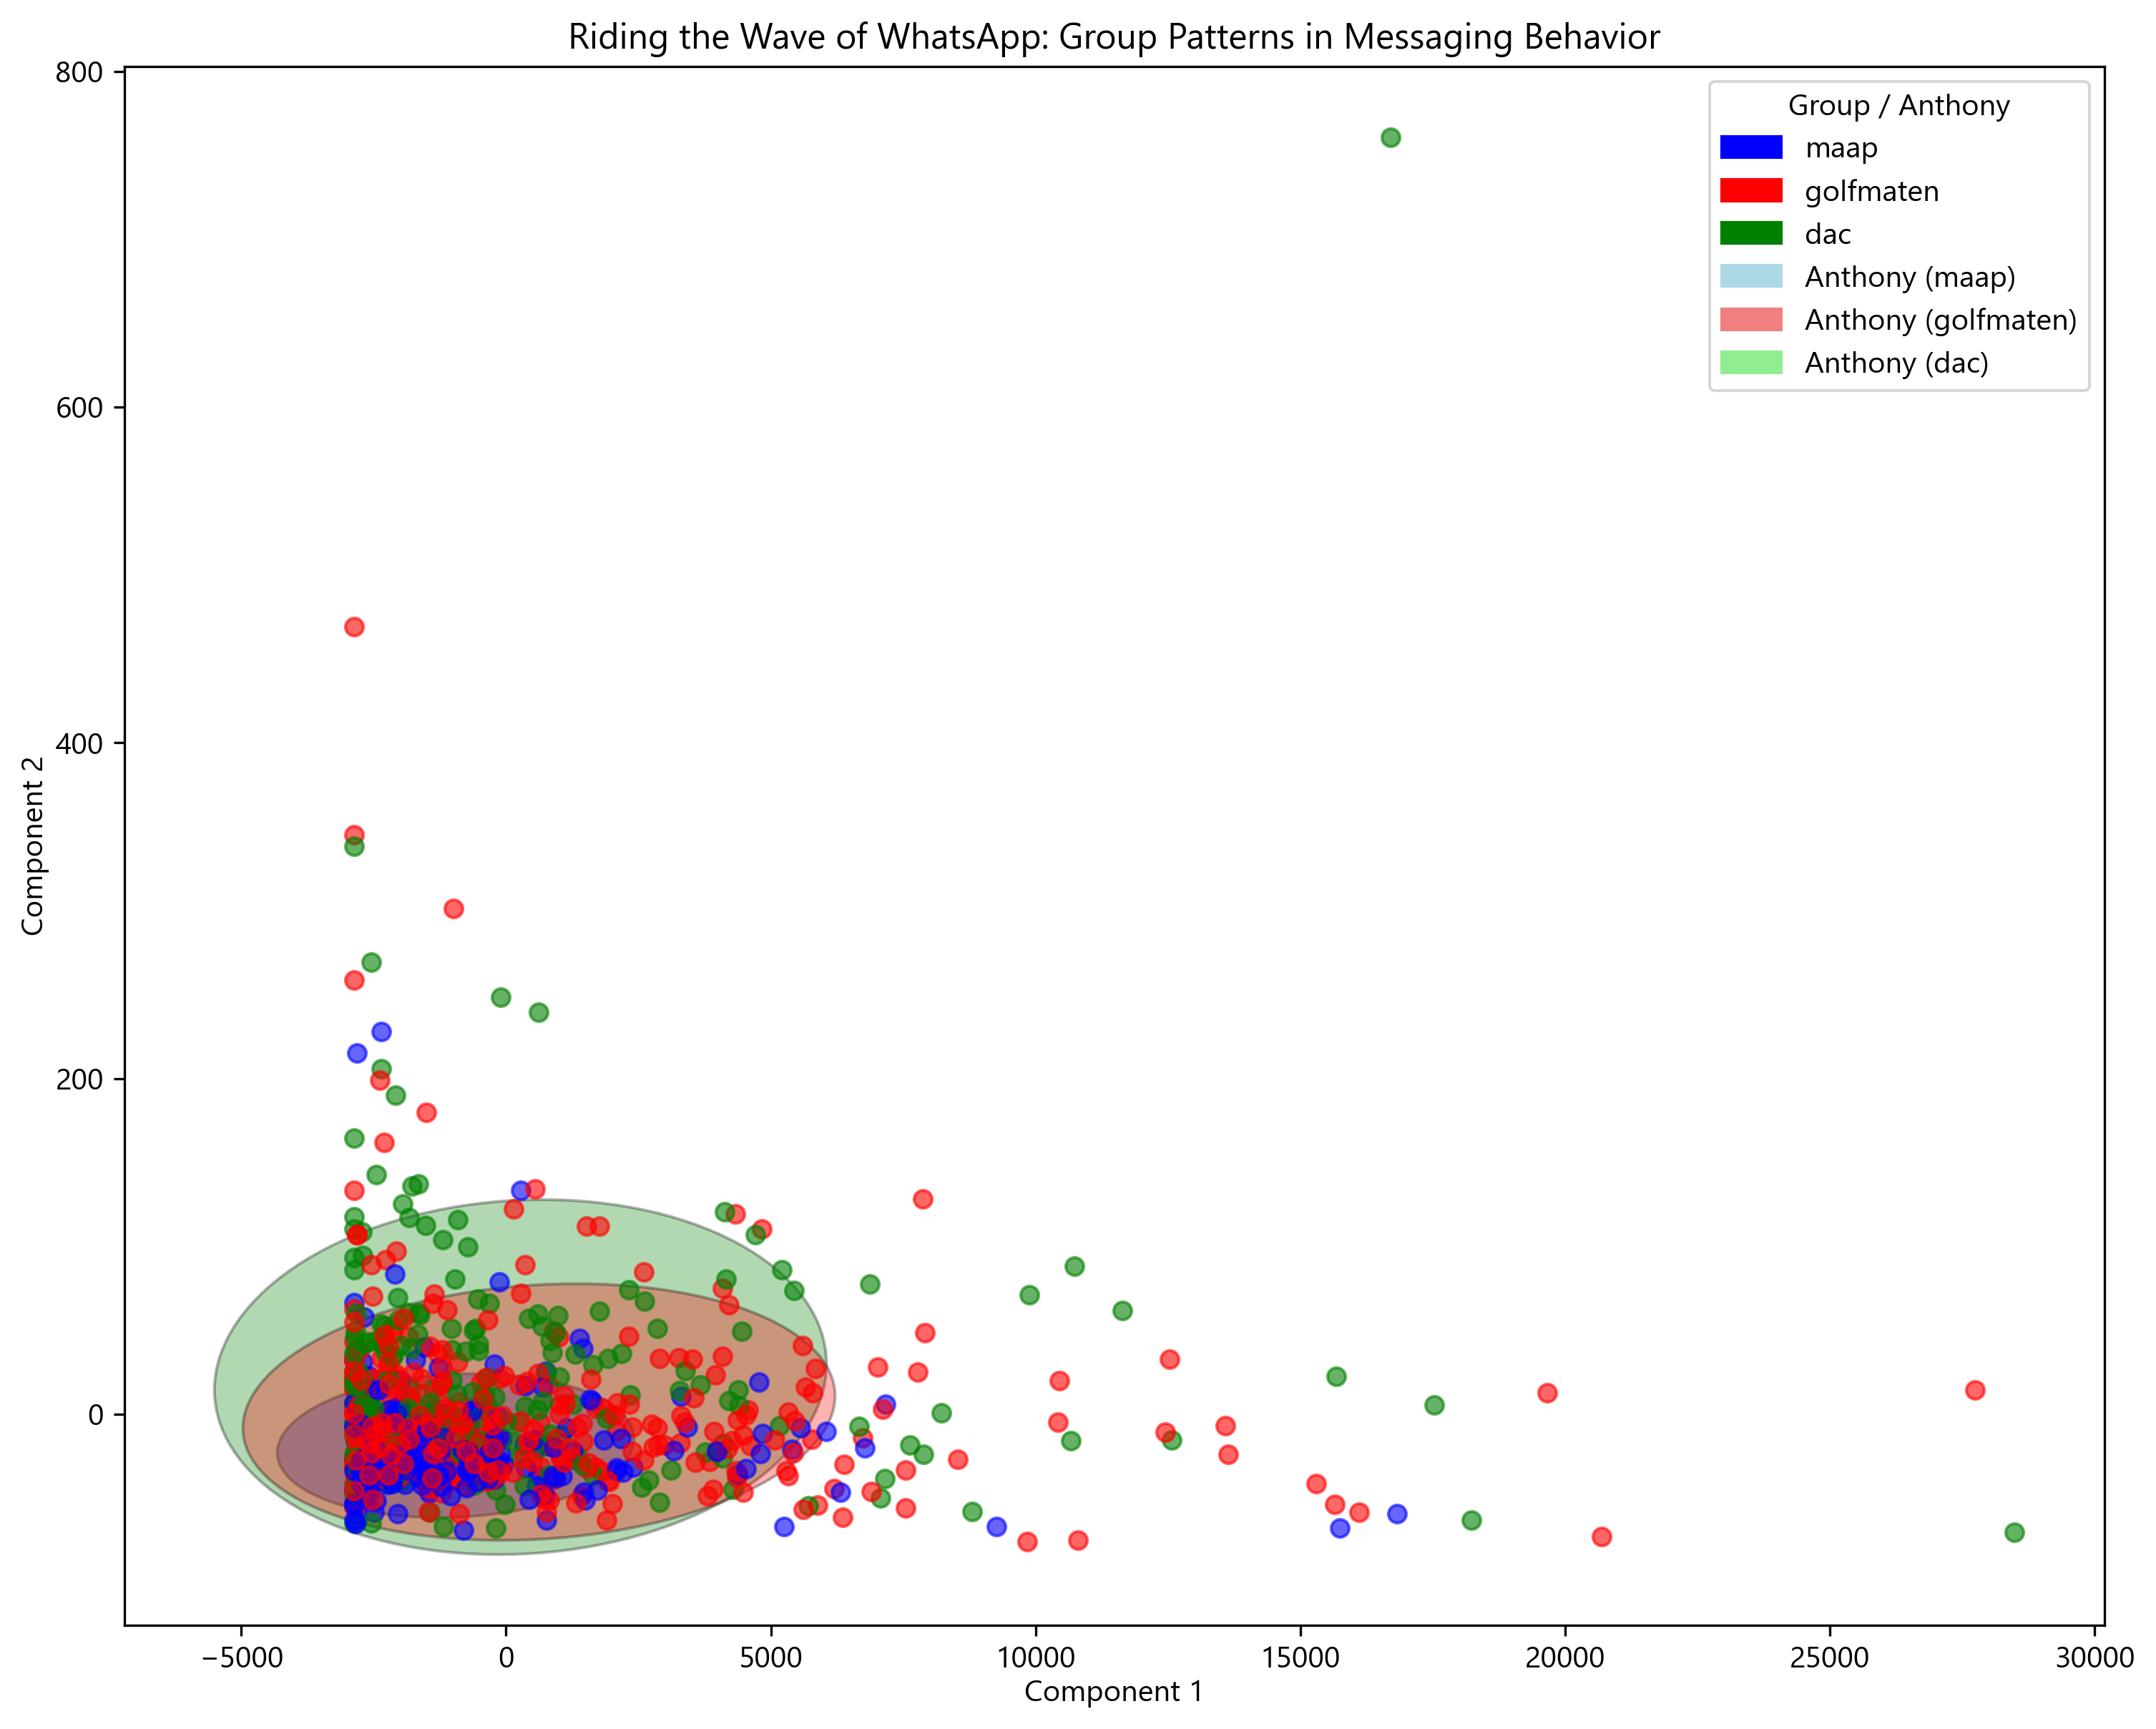 Riding the Wave of WhatsApp: Group Patterns in Messaging Behavior
800
600
400
200
0
Component 2
Group / Anthony
maap
golfmaten
dac
Anthony (maap)
Anthony (golfmaten)
Anthony (dac)
−5000 0 5000 10000 15000 20000 25000 30000
Component 1